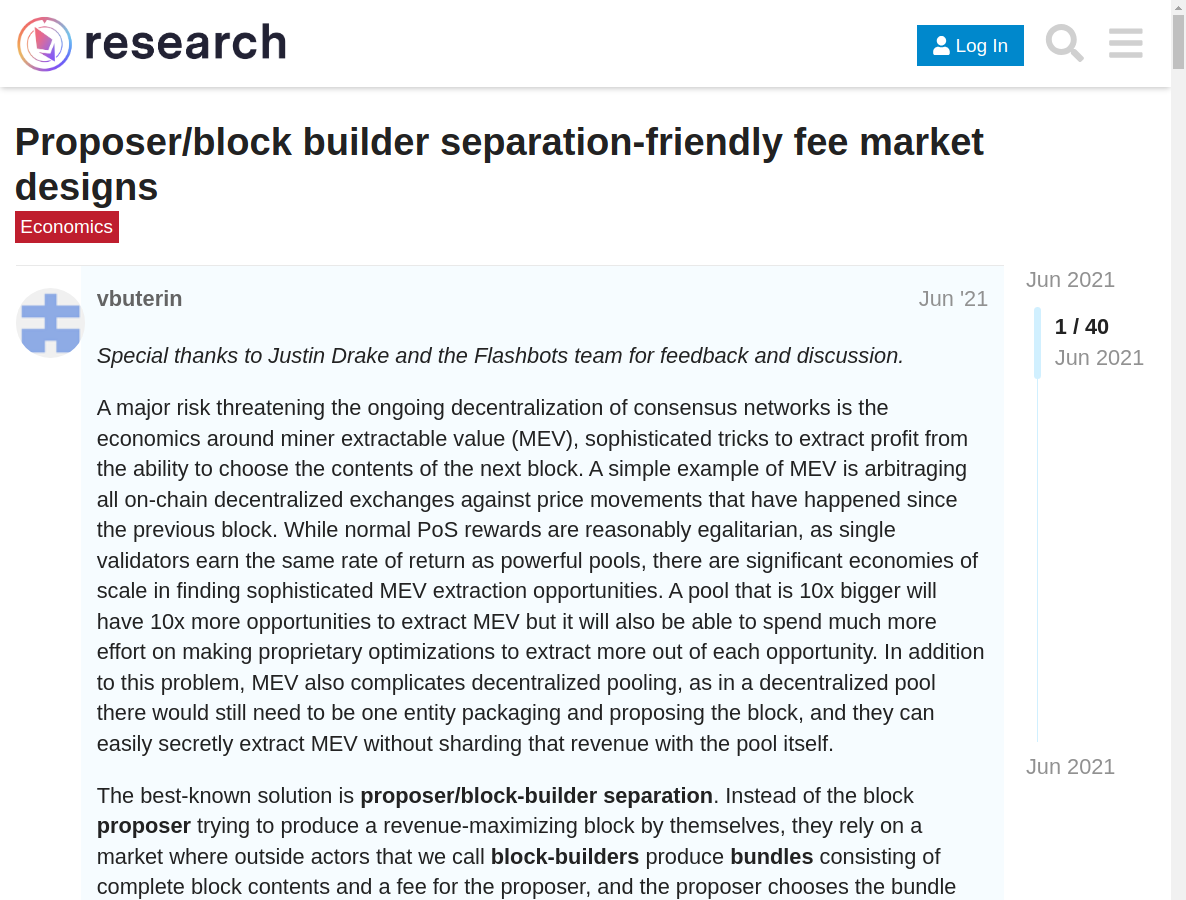 research
Log In
Proposer/block builder separation-friendly fee market
designs
Economics
vbuterin
Jun '21
Special thanks to Justin Drake and the Flashbots team for feedback and discussion.
A major risk threatening the ongoing decentralization of consensus networks is the
economics around miner extractable value (MEV), sophisticated tricks to extract profit from
the ability to choose the contents of the next block. A simple example of MEV is arbitraging
all on-chain decentralized exchanges against price movements that have happened since
the previous block. While normal PoS rewards are reasonably egalitarian, as single
validators earn the same rate of return as powerful pools, there are significant economies of
scale in finding sophisticated MEV extraction opportunities. A pool that is 10x bigger will
have 10x more opportunities to extract MEV but it will also be able to spend much more
effort on making proprietary optimizations to extract more out of each opportunity. In addition
to this problem, MEV also complicates decentralized pooling, as in a decentralized pool
there would still need to be one entity packaging and proposing the block, and they can
easily secretly extract MEV without sharding that revenue with the pool itself.
The best-known solution is proposer/block-builder separation. Instead of the block
proposer trying to produce a revenue-maximizing block by themselves, they rely on a
market where outside actors that we call block-builders produce bundles consisting of
complete block contents and a fee for the proposer, and the proposer chooses the bundle
Jun 2021
1 / 40
Jun 2021
Jun 2021